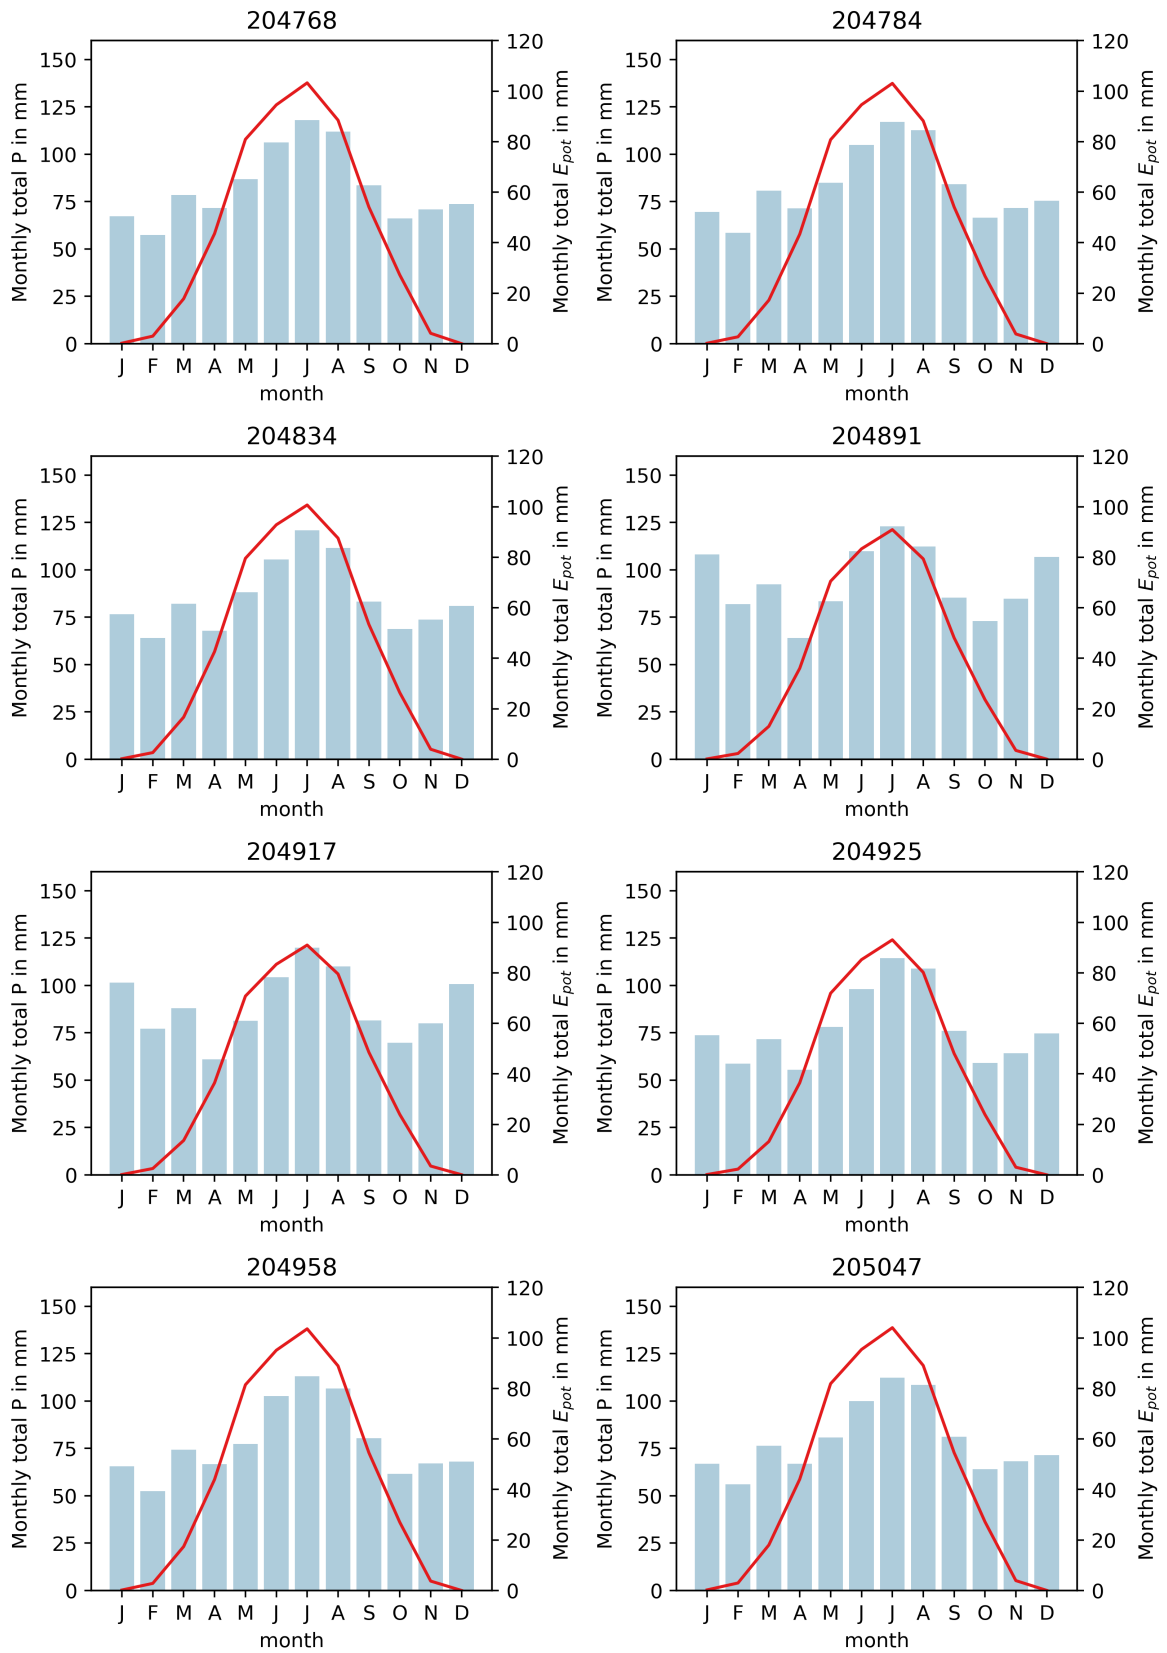 204768
Monthly total P in mm
0 25 50 75 100 125 150
0 20 40 60 80 100 120
Monthly total E_pot in mm
J F M A M J J A S O N D
month
204784
Monthly total P in mm
0 25 50 75 100 125 150
0 20 40 60 80 100 120
Monthly total E_pot in mm
J F M A M J J A S O N D
month
204834
Monthly total P in mm
0 25 50 75 100 125 150
0 20 40 60 80 100 120
Monthly total E_pot in mm
J F M A M J J A S O N D
month
204891
Monthly total P in mm
0 25 50 75 100 125 150
0 20 40 60 80 100 120
Monthly total E_pot in mm
J F M A M J J A S O N D
month
204917
Monthly total P in mm
0 25 50 75 100 125 150
0 20 40 60 80 100 120
Monthly total E_pot in mm
J F M A M J J A S O N D
month
204925
Monthly total P in mm
0 25 50 75 100 125 150
0 20 40 60 80 100 120
Monthly total E_pot in mm
J F M A M J J A S O N D
month
204958
Monthly total P in mm
0 25 50 75 100 125 150
0 20 40 60 80 100 120
Monthly total E_pot in mm
J F M A M J J A S O N D
month
205047
Monthly total P in mm
0 25 50 75 100 125 150
0 20 40 60 80 100 120
Monthly total E_pot in mm
J F M A M J J A S O N D
month